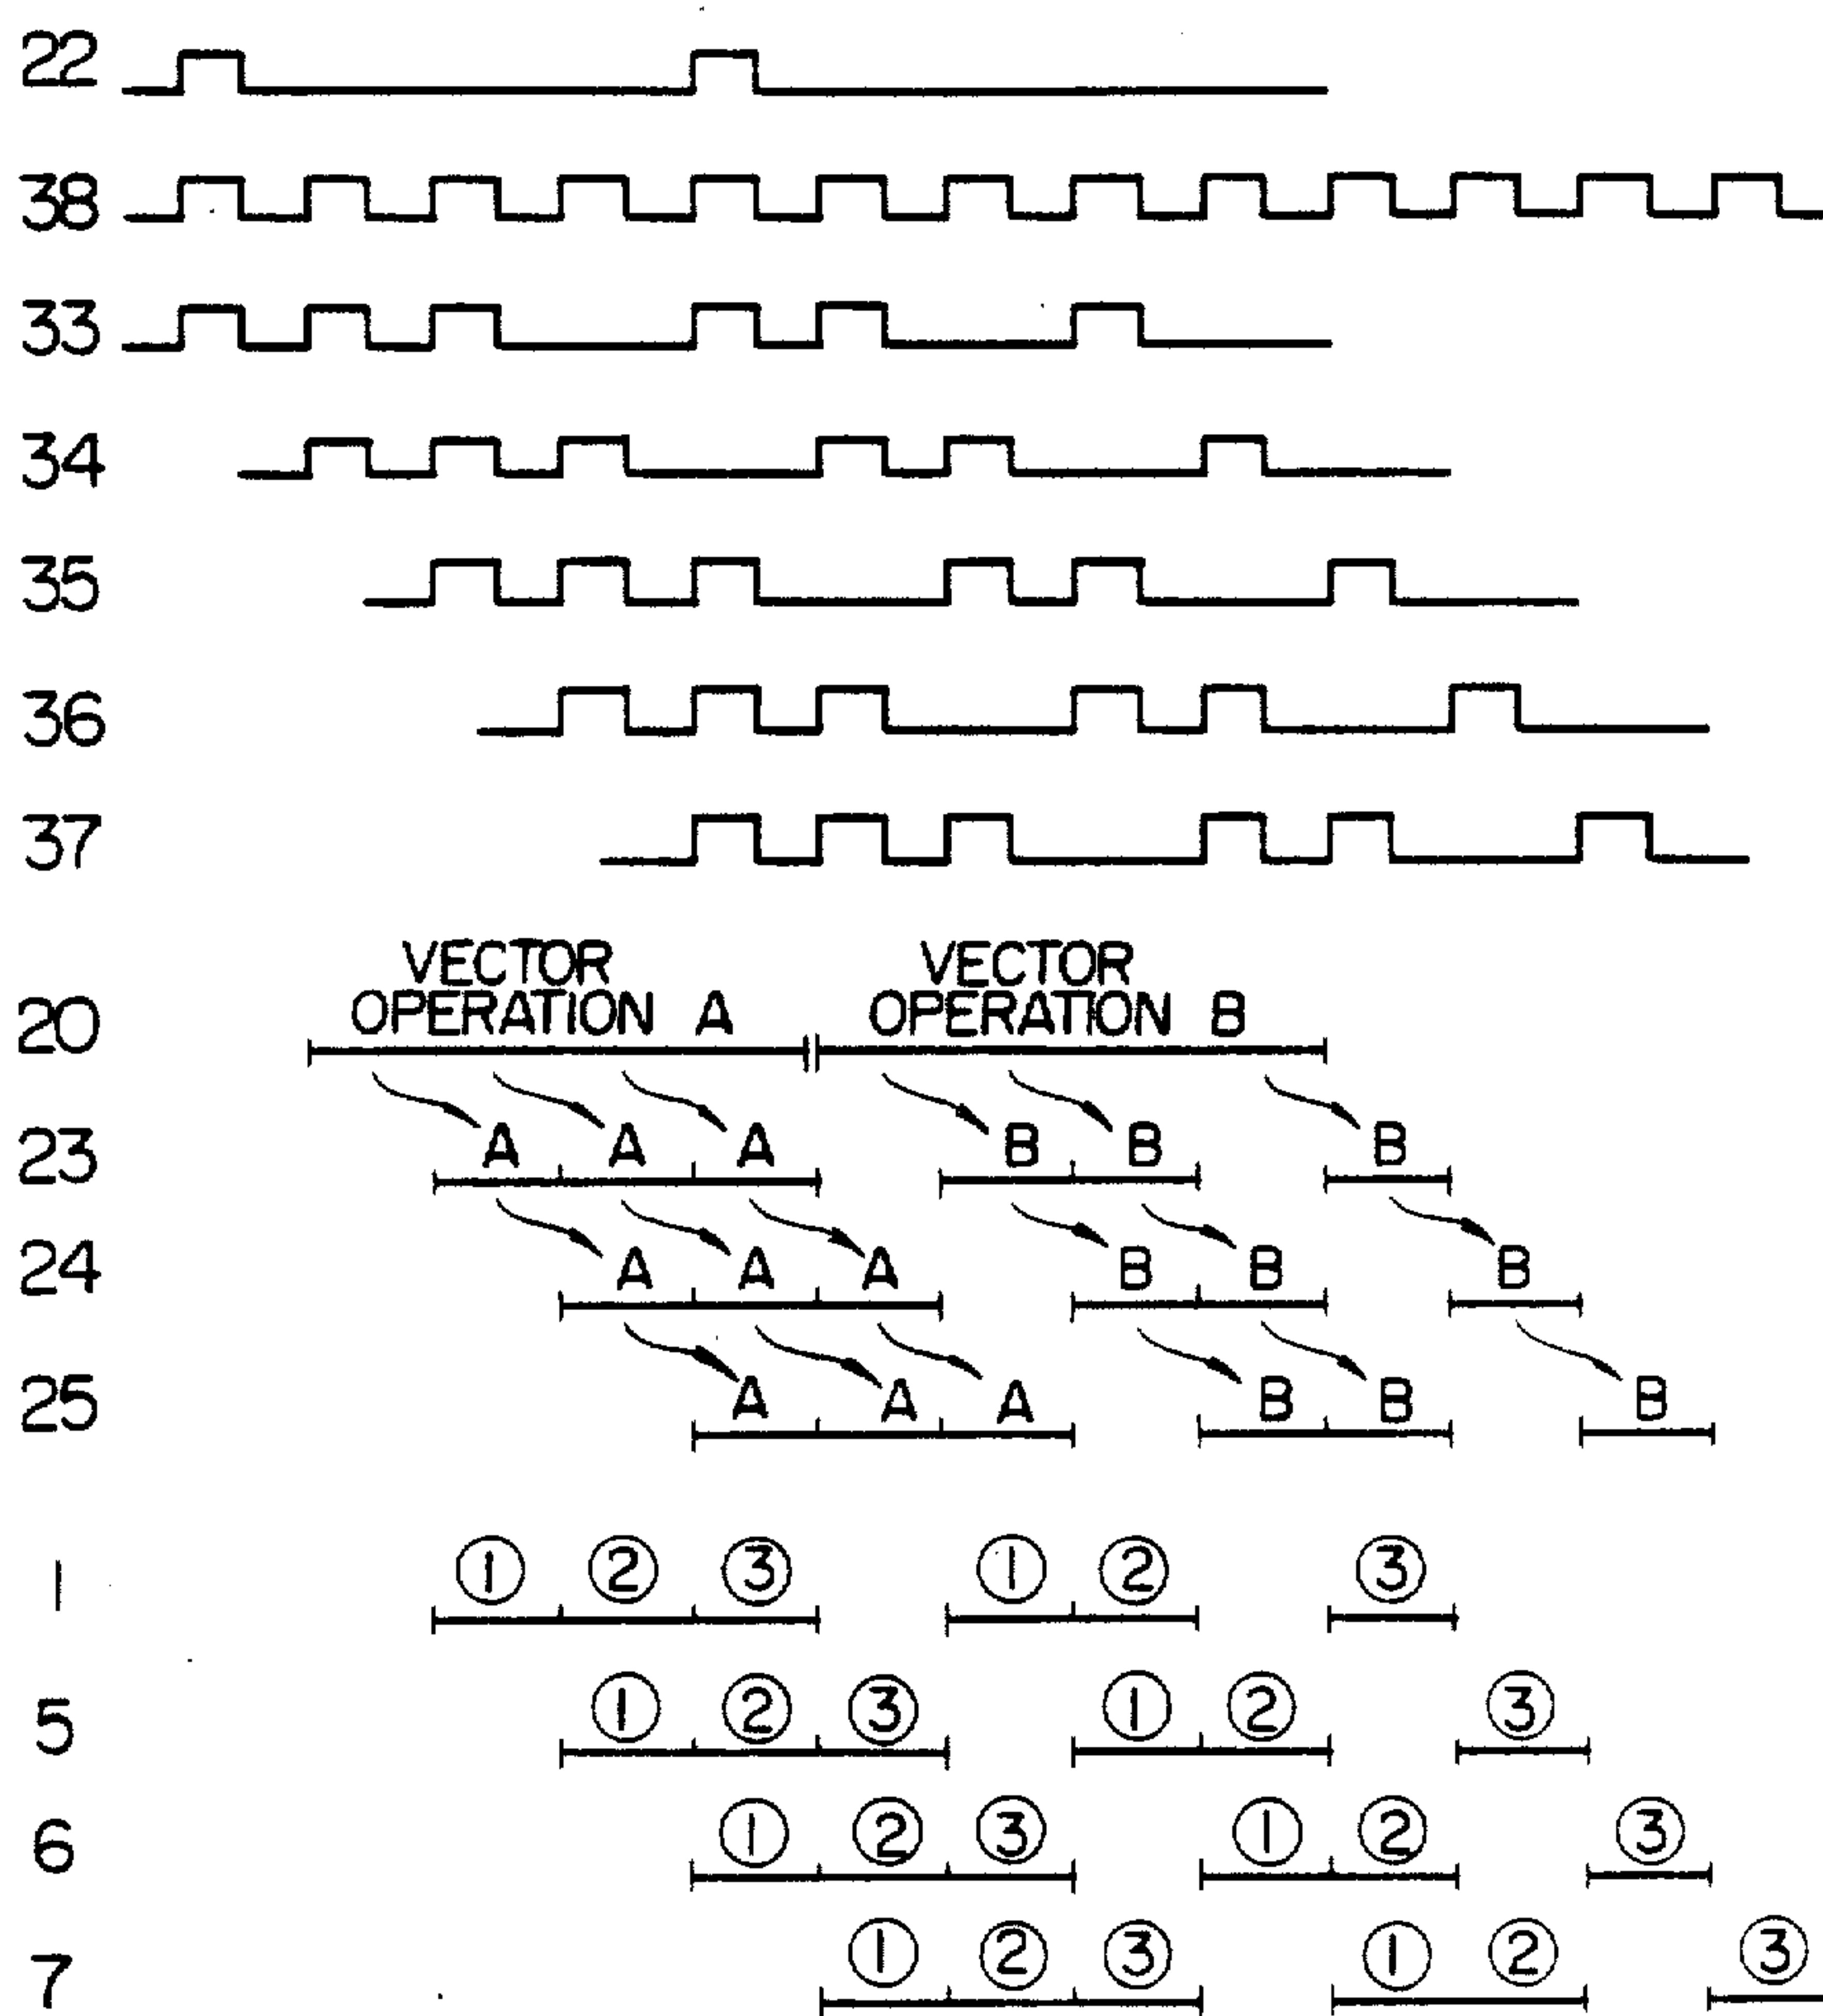 22
38
33
34
35
36
37
VECTOR VECTOR
20 OPERATION A OPERATION B
23 A A A B B B
24 A A A B B B
25 A A A B B B
1 ① ② ③ ① ② ③
5 ① ② ③ ① ② ③
6 ① ② ③ ① ② ③
7 ① ② ③ ① ② ③